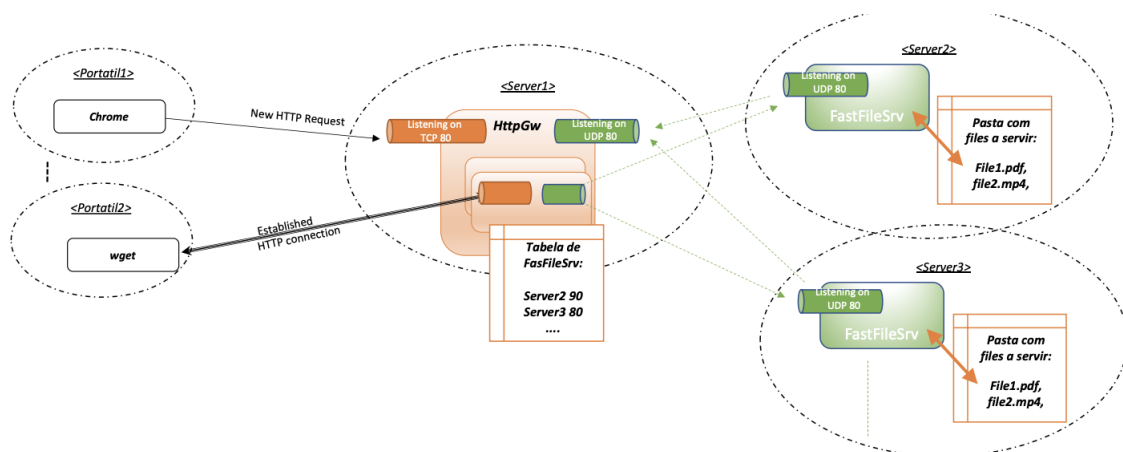 <Portatil1>
Chrome
New HTTP Request
<Portatil2>
wget
Established
HTTP connection
<Server1>
Listening on
TCP 80
HttpGw
Listening on
UDP 80
Tabela de
FasFileSrv:
Server2 90
Server3 80
....
<Server2>
Listening on
UDP 80
FastFileSrv
Pasta com
files a servir:
File1.pdf,
file2.mp4,
<Server3>
Listening on
UDP 80
FastFileSrv
Pasta com
files a servir:
File1.pdf,
file2.mp4,